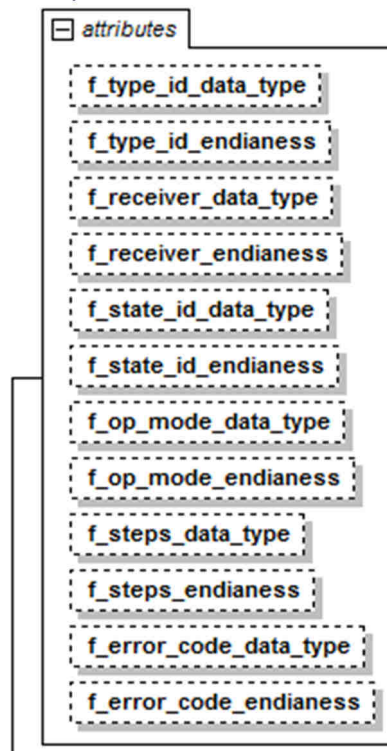 attributes
f_type_id_data_type
f_type_id_endianess
f_receiver_data_type
f_receiver_endianess
f_state_id_data_type
f_state_id_endianess
f_op_mode_data_type
f_op_mode_endianess
f_steps_data_type
f_steps_endianess
f_error_code_data_type
f_error_code_endianess